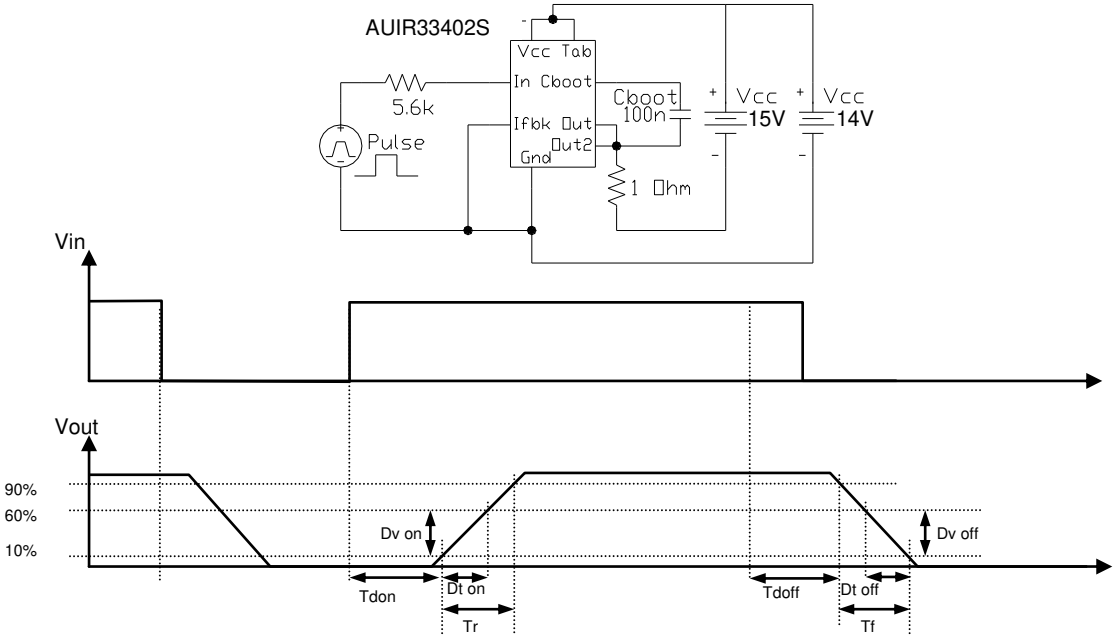 AUIR33402S
Vcc Tab
In Cboot
Ifbk Out
Out2
Gnd
5.6k
Pulse
Cboot
100n
+ Vcc
15V
-
+ Vcc
14V
-
1 Ohm
Vin
Vout
90%
60%
10%
Dv on
Dv off
Tdon
Dt on
Tr
Tdoff
Dt off
Tf